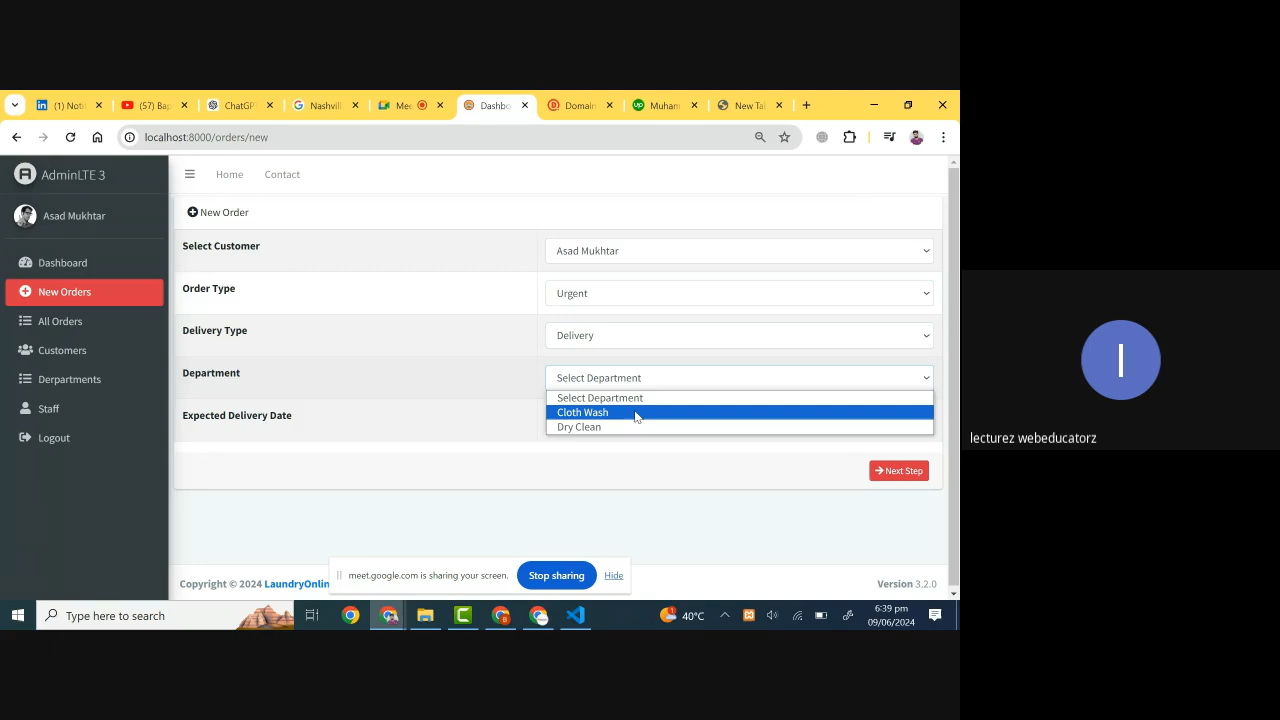 (1) Noti
(57) Bap
ChatGP
Nashvill
Mee
Dashbo
Domain
Muham
New Ta
localhost:8000/orders/new
AdminLTE 3
Home
Contact
Asad Mukhtar
New Order
Select Customer
Asad Mukhtar
Dashboard
New Orders
Order Type
Urgent
All Orders
Delivery Type
Delivery
Customers
Department
Select Department
Derpartments
Select Department
Staff
Expected Delivery Date
Cloth Wash
Dry Clean
Logout
Next Step
lecturez webeducatorz
I
meet.google.com is sharing your screen.
Stop sharing
Hide
Copyright © 2024 LaundryOnlin
Version 3.2.0
Type here to search
40°C
6:39 pm
09/06/2024